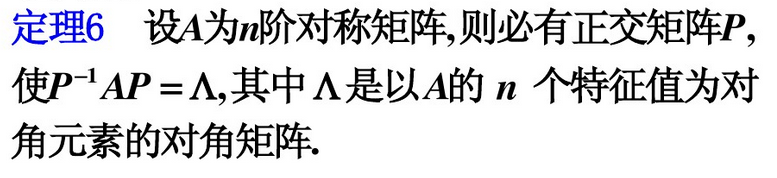 定理6 设A为n阶对称矩阵,则必有正交矩阵P,
使P⁻¹AP=Λ,其中Λ是以A的 n 个特征值为对
角元素的对角矩阵.